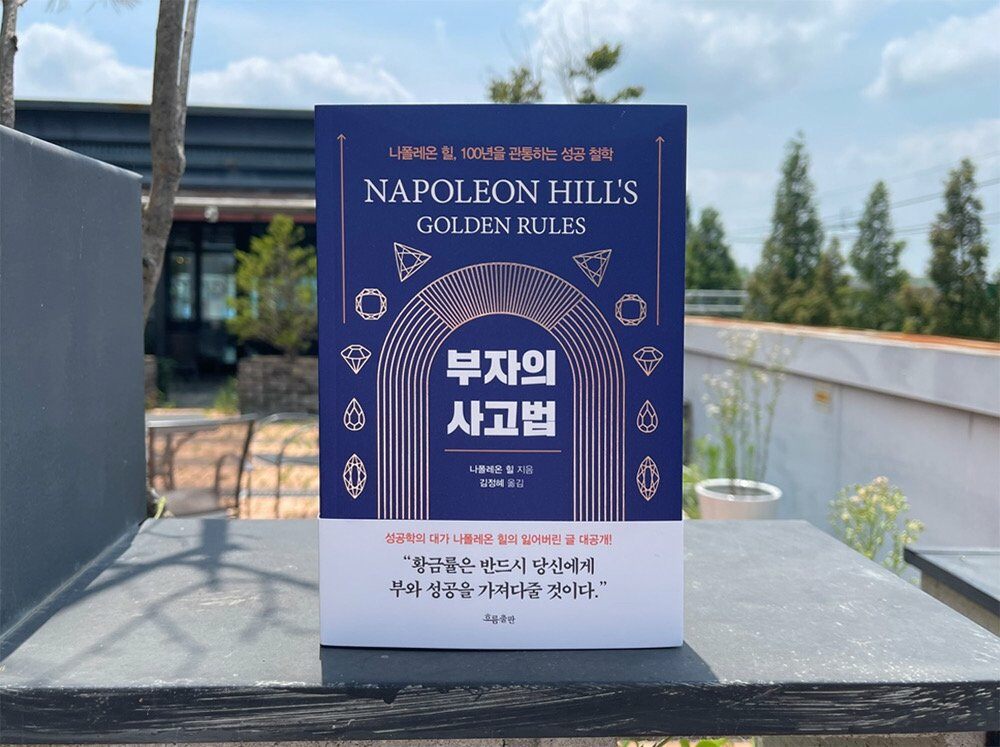 나폴레온 힐, 100년을 관통하는 성공 철학
NAPOLEON HILL'S
GOLDEN RULES
부자의
사고법
나폴레온 힐 지음
김정혜 옮김
성공학의 대가 나폴레온 힐의 잃어버린 글 대공개!
“황금률은 반드시 당신에게
부와 성공을 가져다줄 것이다.”
흐름출판